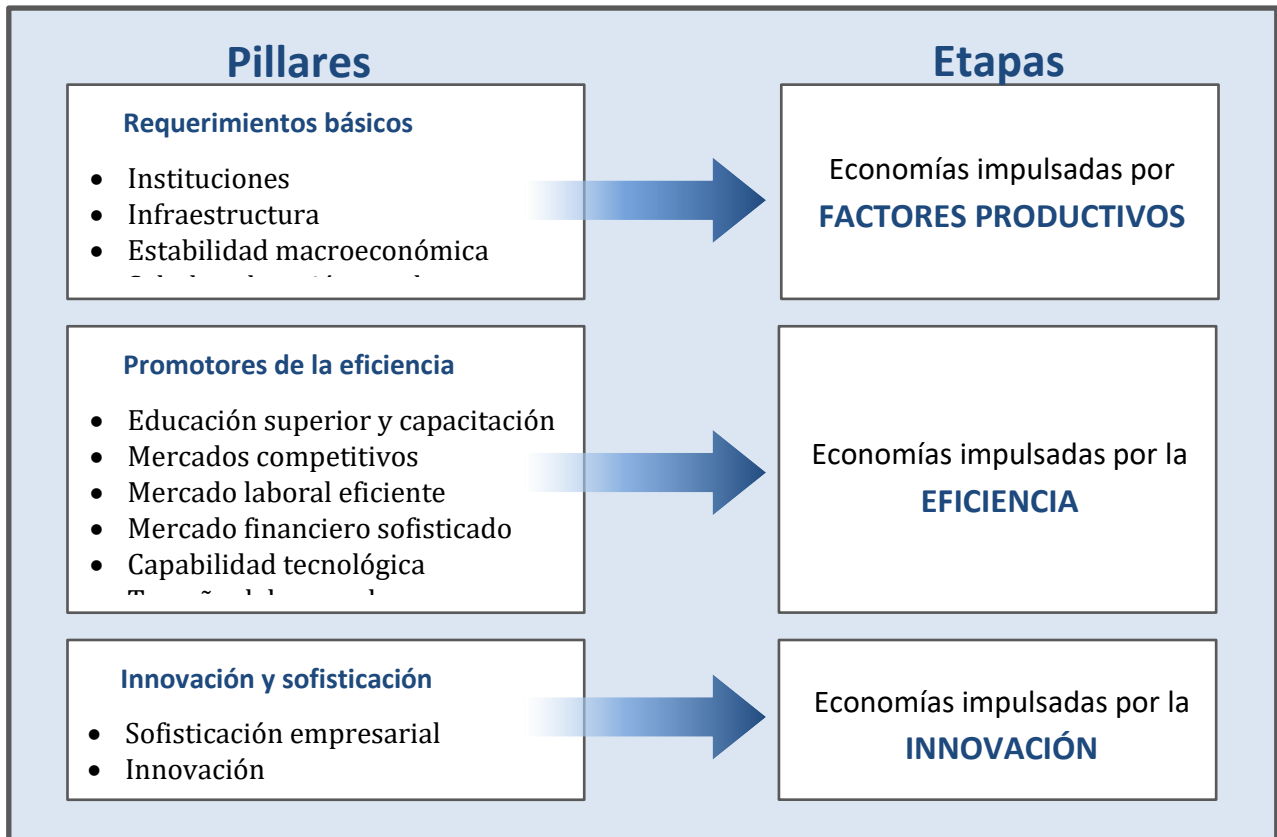 Pillares
Etapas
Requerimientos básicos
• Instituciones
• Infraestructura
• Estabilidad macroeconómica
Economías impulsadas por
FACTORES PRODUCTIVOS
Promotores de la eficiencia
• Educación superior y capacitación
• Mercados competitivos
• Mercado laboral eficiente
• Mercado financiero sofisticado
• Capabilidad tecnológica
Economías impulsadas por la
EFICIENCIA
Innovación y sofisticación
• Sofisticación empresarial
• Innovación
Economías impulsadas por la
INNOVACIÓN